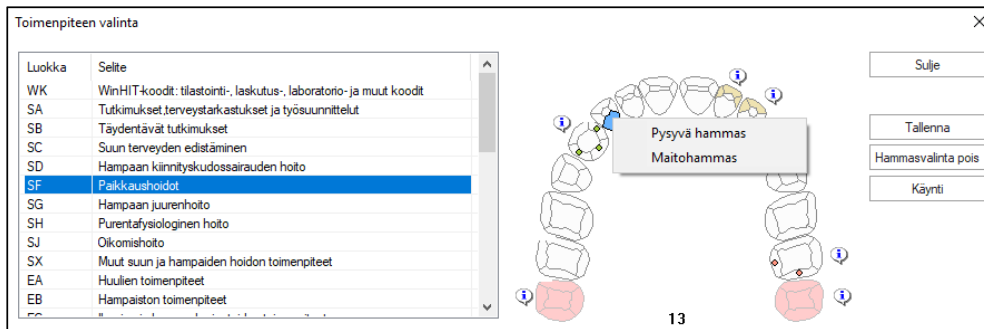 Toimenpiteen valinta
Luokka Selite
WK WinHIT-koodit: tilastointi-, laskutus-, laboratorio- ja muut koodit
SA Tutkimukset,terveystarkastukset ja työsuunnittelut
SB Täydentävät tutkimukset
SC Suun terveyden edistäminen
SD Hampaan kiinnityskudossairauden hoito
SF Paikkaushoidot
SG Hampaan juurenhoito
SH Purentafysiologinen hoito
SJ Oikomishoito
SX Muut suun ja hampaiden hoidon toimenpiteet
EA Huulien toimenpiteet
EB Hampaiston toimenpiteet
Pysyvä hammas
Maitohammas
13
Sulje
Tallenna
Hammasvalinta pois
Käynti